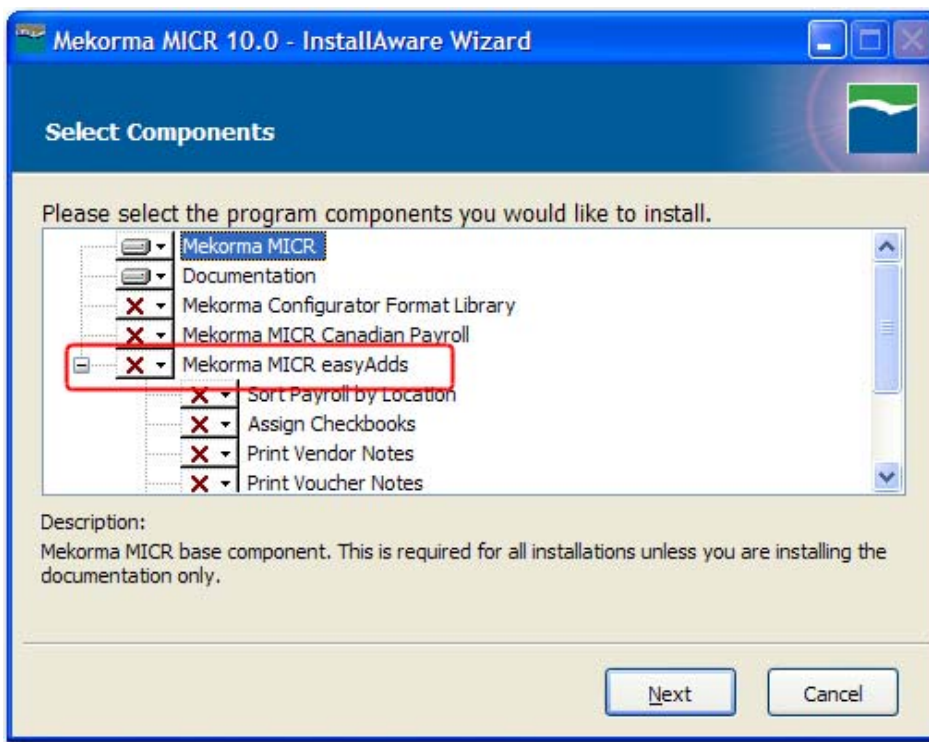 Mekorma MICR 10.0 - InstallAware Wizard
Select Components
Please select the program components you would like to install.
Mekorma MICR
Documentation
Mekorma Configurator Format Library
Mekorma MICR Canadian Payroll
Mekorma MICR easyAdds
Sort Payroll by Location
Assign Checkbooks
Print Vendor Notes
Print Voucher Notes
Description:
Mekorma MICR base component. This is required for all installations unless you are installing the
documentation only.
Next
Cancel